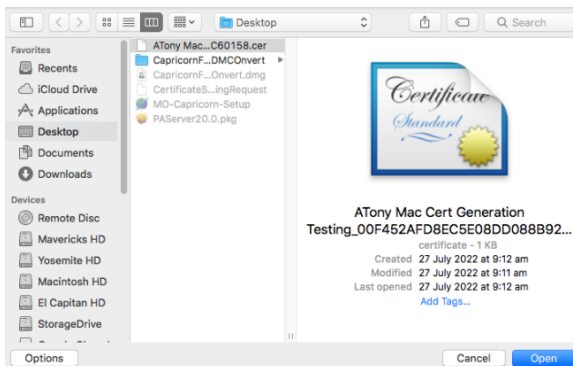 Desktop
Search
Favorites
Recents
iCloud Drive
Applications
Desktop
Documents
Downloads
Devices
Remote Disc
Mavericks HD
Yosemite HD
Macintosh HD
El Capitan HD
StorageDrive
ATony Mac...C60158.cer
CapricornF...DMCOnvert
CapricornF...Onvert.dmg
CertificateS...ingRequest
MO-Capricorn-Setup
PAServer20.0.pkg
Certificate
Standard
ATony Mac Cert Generation
Testing_00F452AFD8EC5E08DD088B92...
certificate - 1 KB
Created 27 July 2022 at 9:12 am
Modified 27 July 2022 at 9:11 am
Last opened 27 July 2022 at 9:12 am
Add Tags...
Options
Cancel
Open